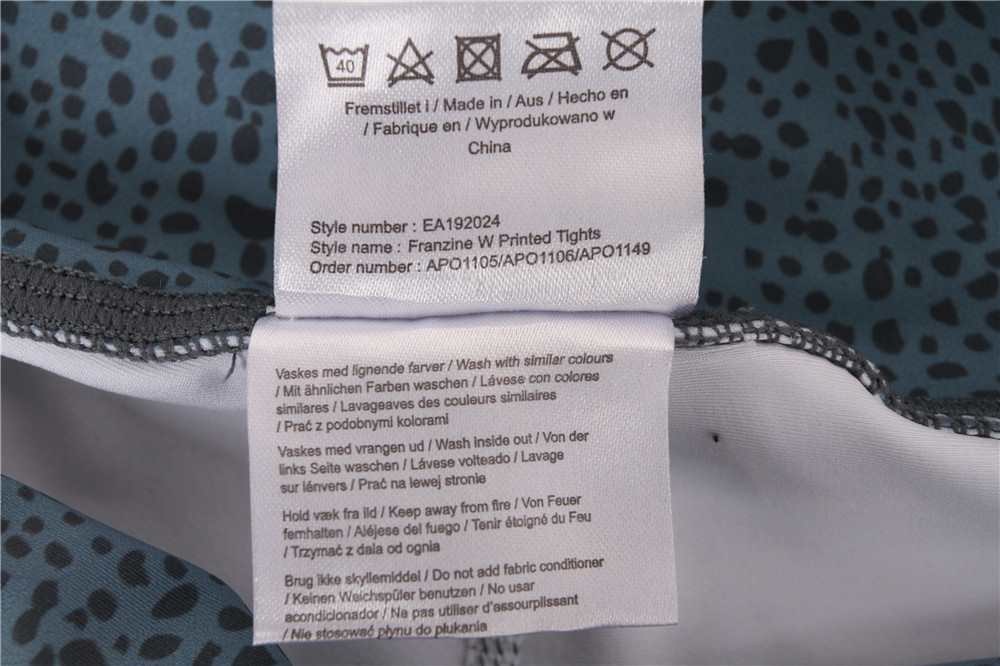 40
Fremstillet i / Made in / Aus / Hecho en
/ Fabrique en / Wyprodukowano w
China
Style number : EA192024
Style name : Franzine W Printed Tights
Order number : APO1105/APO1106/APO1149
Vaskes med lignende farver / Wash with similar colours
/ Mit ähnlichen Farben waschen / Lávese con colores
similares / Lavageaves des couleurs similaires
/ Prać z podobnymi kolorami
Vaskes med vrangen ud / Wash inside out / Von der
links Seite waschen / Lávese volteado / Lavage
sur lénvers / Prać na lewej stronie
Hold væk fra ild / Keep away from fire / Von Feuer
fernhalten / Aléjese del fuego / Tenir étoigné du Feu
/ Trzymać z dala od ognia
Brug ikke skyllemiddel / Do not add fabric conditioner
/ Keinen Weichspüler benutzen / No usar
acondicionador / Na pas utiliser d'assourplissant
/ Nie stosować płynu do płukania